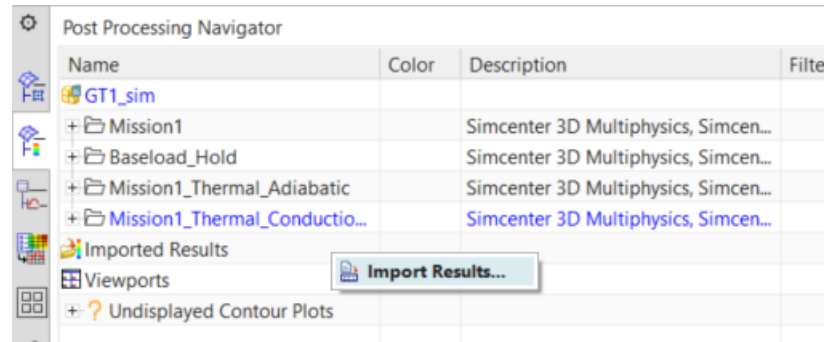 Post Processing Navigator
Name Color Description Filte
GT1_sim
Mission1 Simcenter 3D Multiphysics, Simcen...
Baseload_Hold Simcenter 3D Multiphysics, Simcen...
Mission1_Thermal_Adiabatic Simcenter 3D Multiphysics, Simcen...
Mission1_Thermal_Conductio... Simcenter 3D Multiphysics, Simcen...
Imported Results
Import Results...
Viewports
Undisplayed Contour Plots